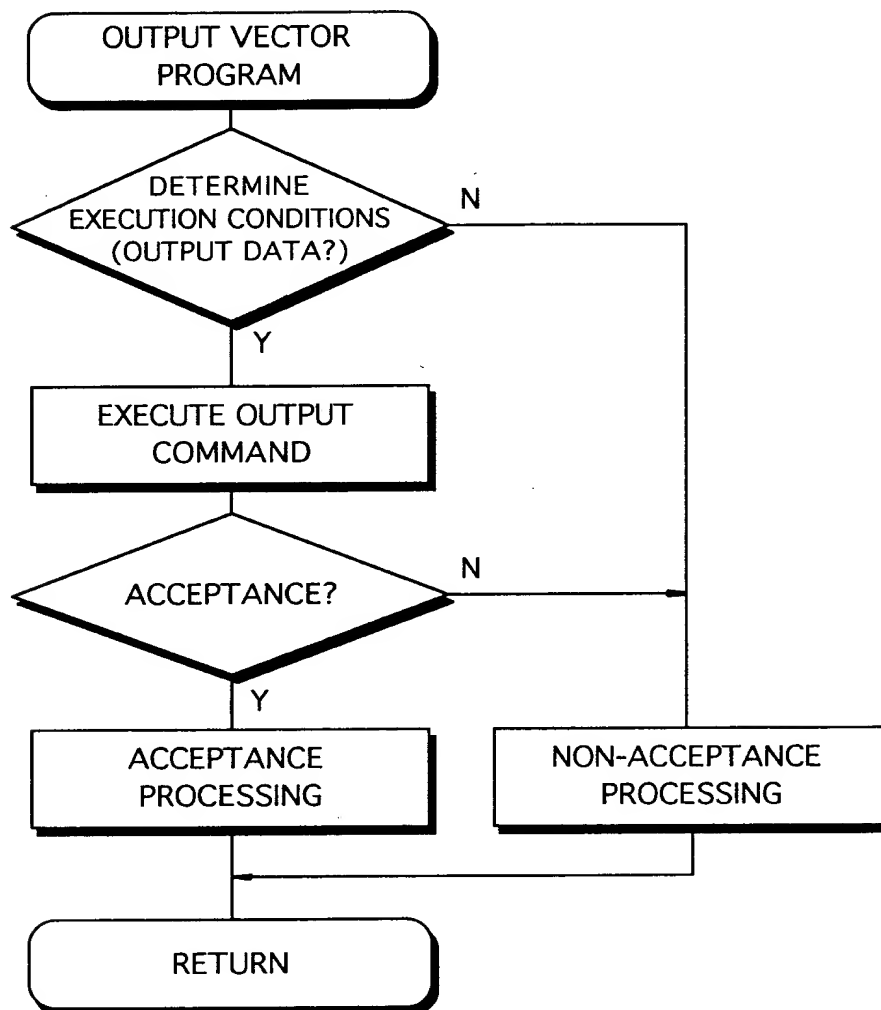 OUTPUT VECTOR
PROGRAM
DETERMINE
EXECUTION CONDITIONS
(OUTPUT DATA?)
N
Y
EXECUTE OUTPUT
COMMAND
ACCEPTANCE?
N
Y
ACCEPTANCE
PROCESSING
NON-ACCEPTANCE
PROCESSING
RETURN